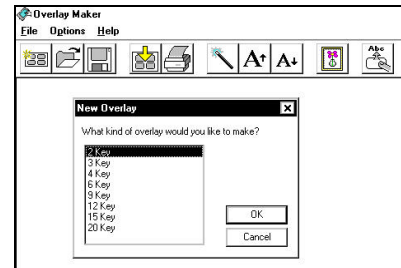 Overlay Maker
File Options Help
A A Abc
New Overlay
What kind of overlay would you like to make?
2 Key
3 Key
4 Key
6 Key
9 Key
12 Key
15 Key
20 Key
OK
Cancel